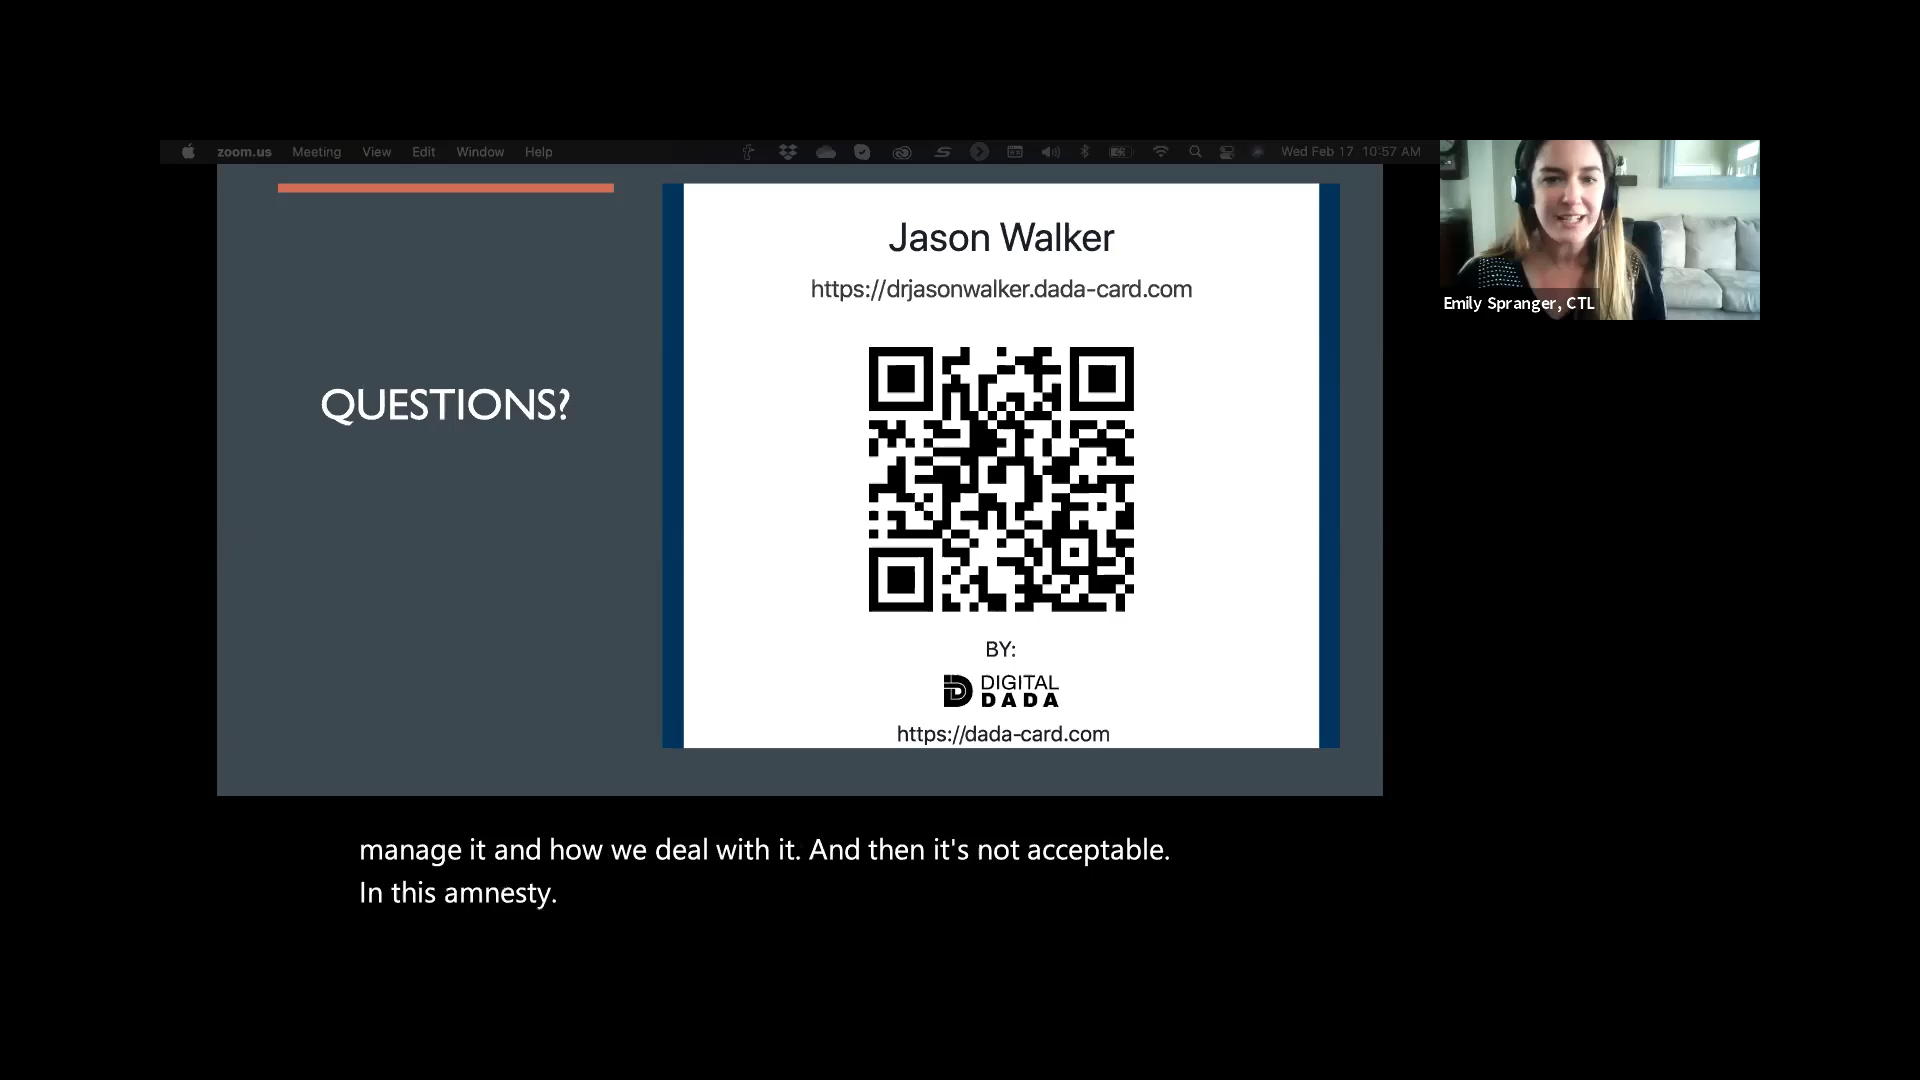 zoom.us Meeting View Edit Window Help Wed Feb 17 10:57 AM
QUESTIONS?
Jason Walker
https://drjasonwalker.dada-card.com
BY:
DIGITAL
DADA
https://dada-card.com
Emily Spranger, CTL
manage it and how we deal with it. And then it's not acceptable.
In this amnesty.